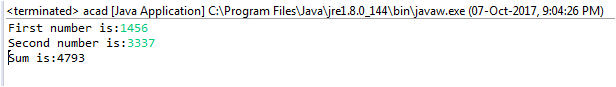 <terminated> acad [Java Application] C:\Program Files\Java\jre1.8.0_144\bin\javaw.exe (07-Oct-2017, 9:04:26 PM)
First number is:1456
Second number is:3337
Sum is:4793